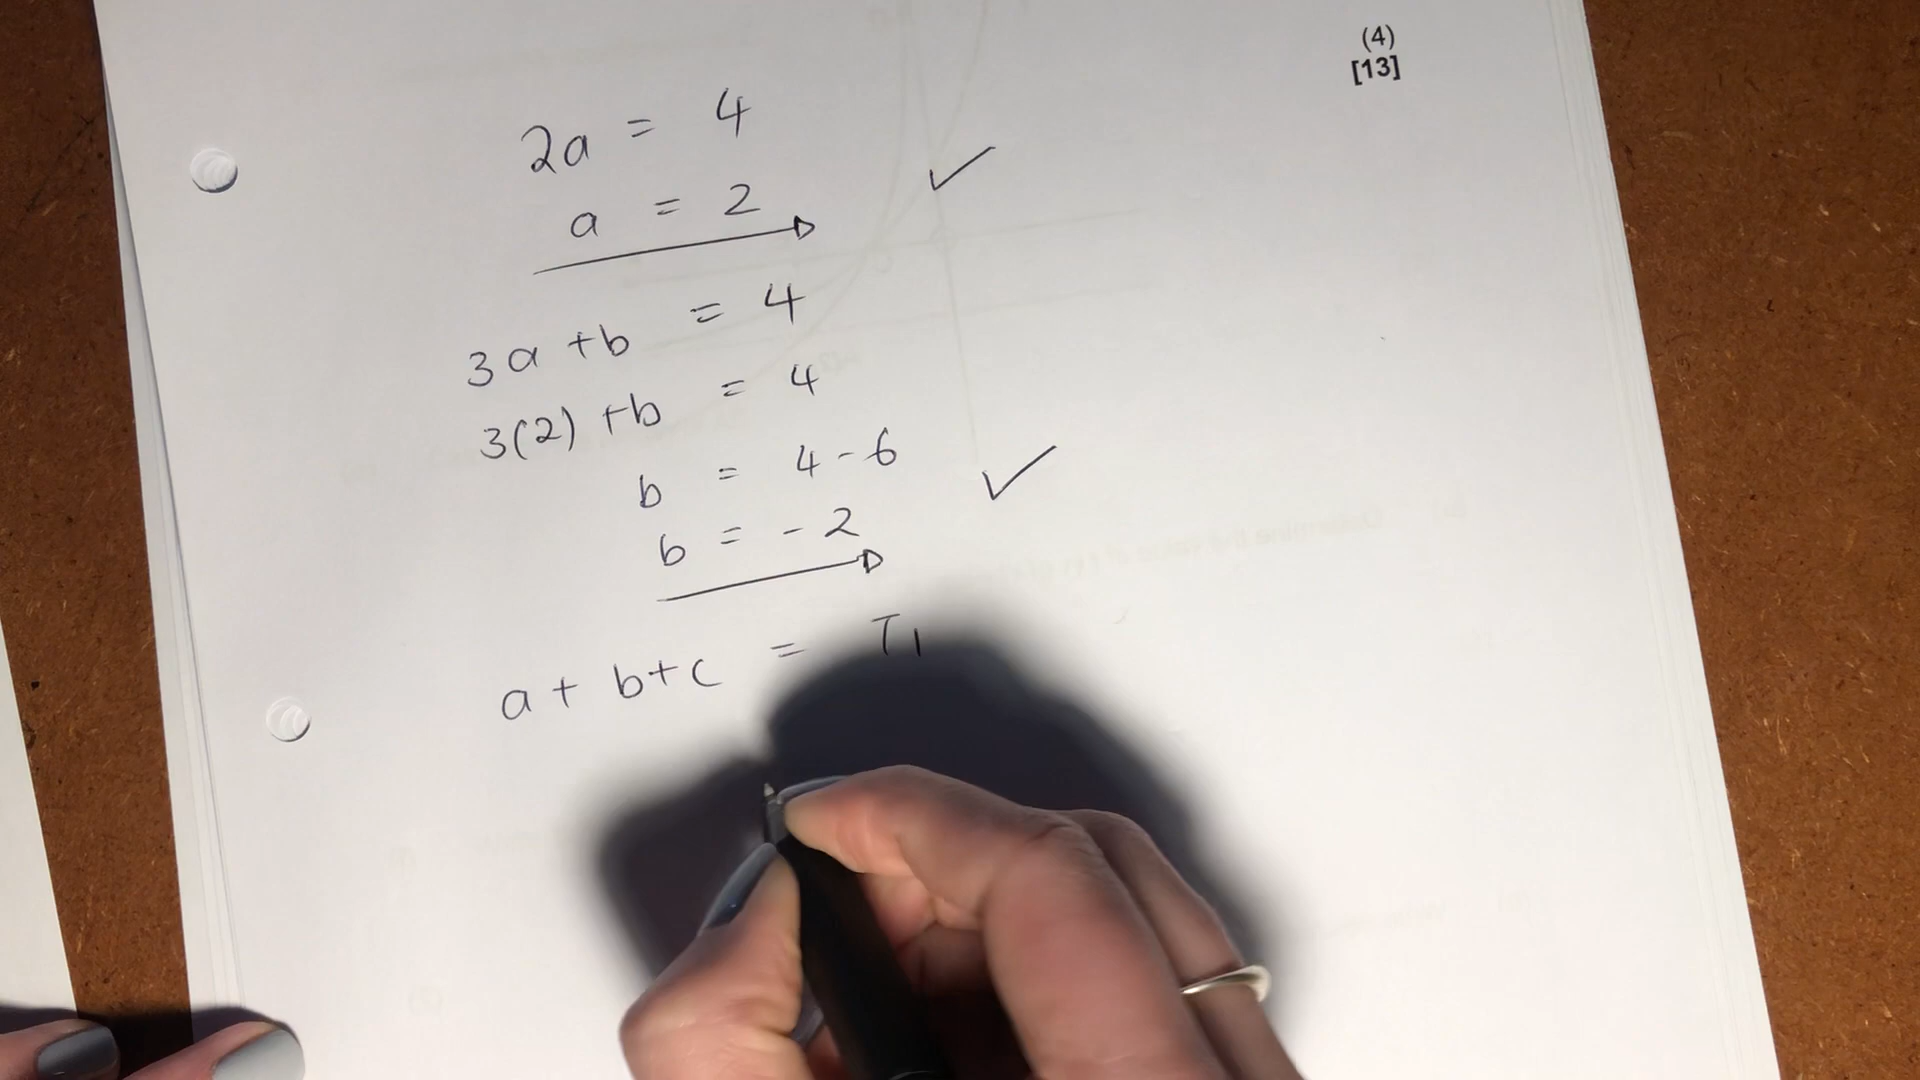 (4)
[13]
2a = 4
a = 2
3a + b = 4
3(2) + b = 4
b = 4 - 6
b = - 2
a + b + c = T1